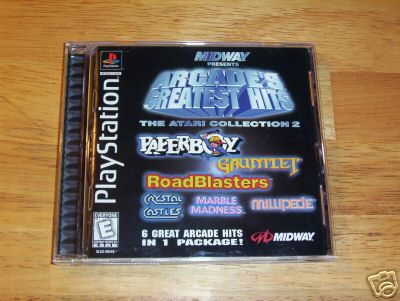 MIDWAY
PRESENTS
ARCADE'S
GREATEST HITS
THE ATARI COLLECTION 2
PAPERBOY
GAUNTLET
RoadBlasters
CRYSTAL
CASTLES
MARBLE
MADNESS
MILLIPEDE
6 GREAT ARCADE HITS
IN 1 PACKAGE!
MIDWAY
PlayStation
EVERYONE
E
E.S.R.B.